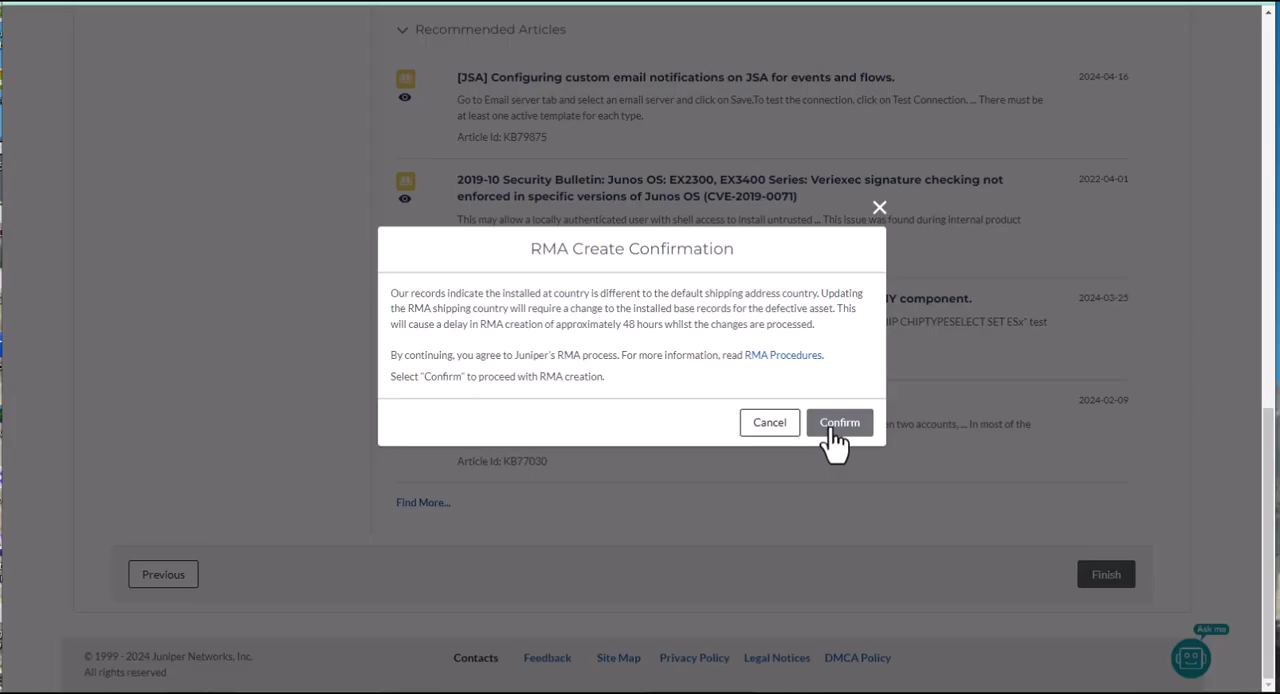 Recommended Articles
[JSA] Configuring custom email notifications on JSA for events and flows.
2024-04-16
Go to Email server tab and select an email server and click on Save.To test the connection, click on Test Connection. ... There must be
at least one active template for each type.
Article Id: KB79875
2019-10 Security Bulletin: Junos OS: EX2300, EX3400 Series: Veriexec signature checking not
2022-04-01
enforced in specific versions of Junos OS (CVE-2019-0071)
This may allow a locally authenticated user with shell access to install untrusted ... This issue was found during internal product
RMA Create Confirmation
Our records indicate the installed at country is different to the default shipping address country. Updating
the RMA shipping country will require a change to the installed base records for the defective asset. This
will cause a delay in RMA creation of approximately 48 hours whilst the changes are processed.
By continuing, you agree to Juniper's RMA process. For more information, read RMA Procedures.
Select "Confirm" to proceed with RMA creation.
Cancel
Confirm
component.
2024-03-25
CHIPTYPESELECT SET ESx" test
2024-02-09
two accounts, ... In most of the
Article Id: KB77030
Find More...
Previous
Finish
Ask me
© 1999 - 2024 Juniper Networks, Inc.
All rights reserved
Contacts
Feedback
Site Map
Privacy Policy
Legal Notices
DMCA Policy